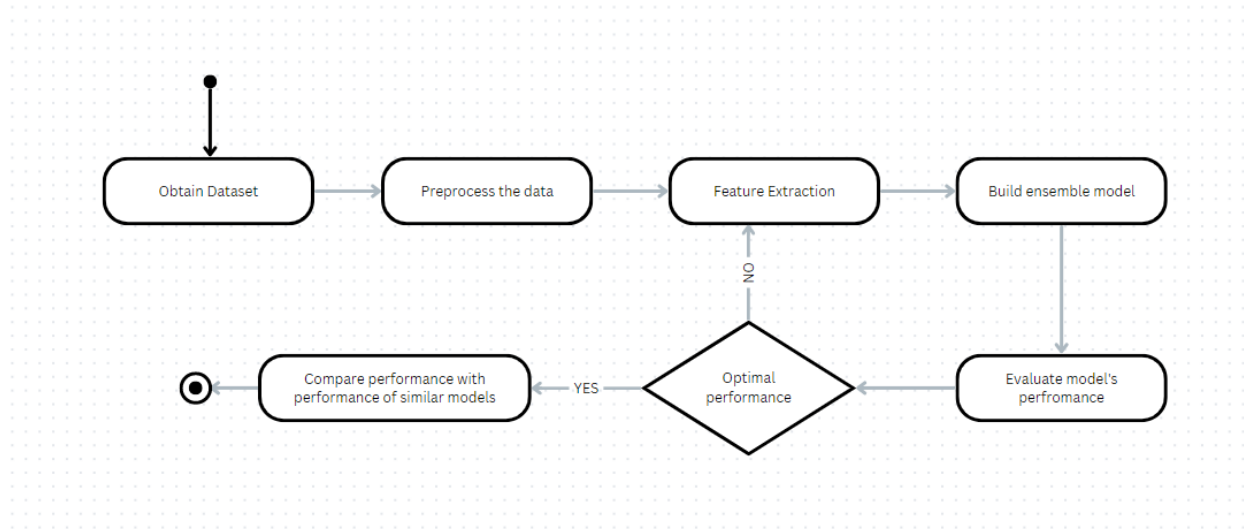 Obtain Dataset
Preprocess the data
Feature Extraction
Build ensemble model
NO
Compare performance with
performance of similar models
YES
Optimal
performance
Evaluate model's
perfromance